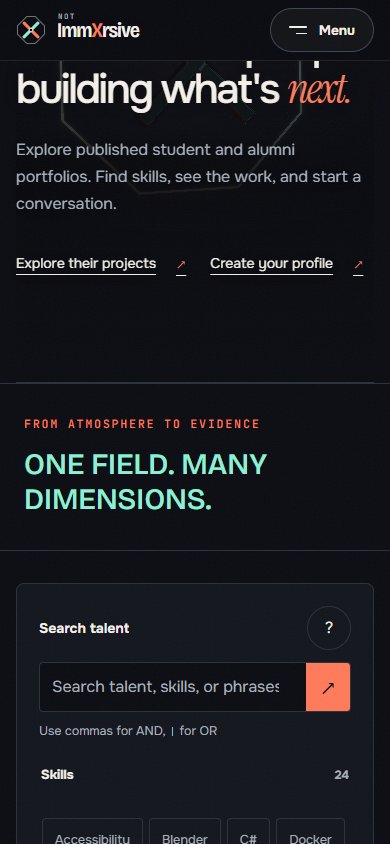 NOT
ImmXrsive
Menu
building what's next.
Explore published student and alumni
portfolios. Find skills, see the work, and start a
conversation.
Explore their projects ↗ Create your profile ↗
FROM ATMOSPHERE TO EVIDENCE
ONE FIELD. MANY
DIMENSIONS.
Search talent ?
Search talent, skills, or phrases ↗
Use commas for AND, | for OR
Skills 24
Accessibility Blender C# Docker